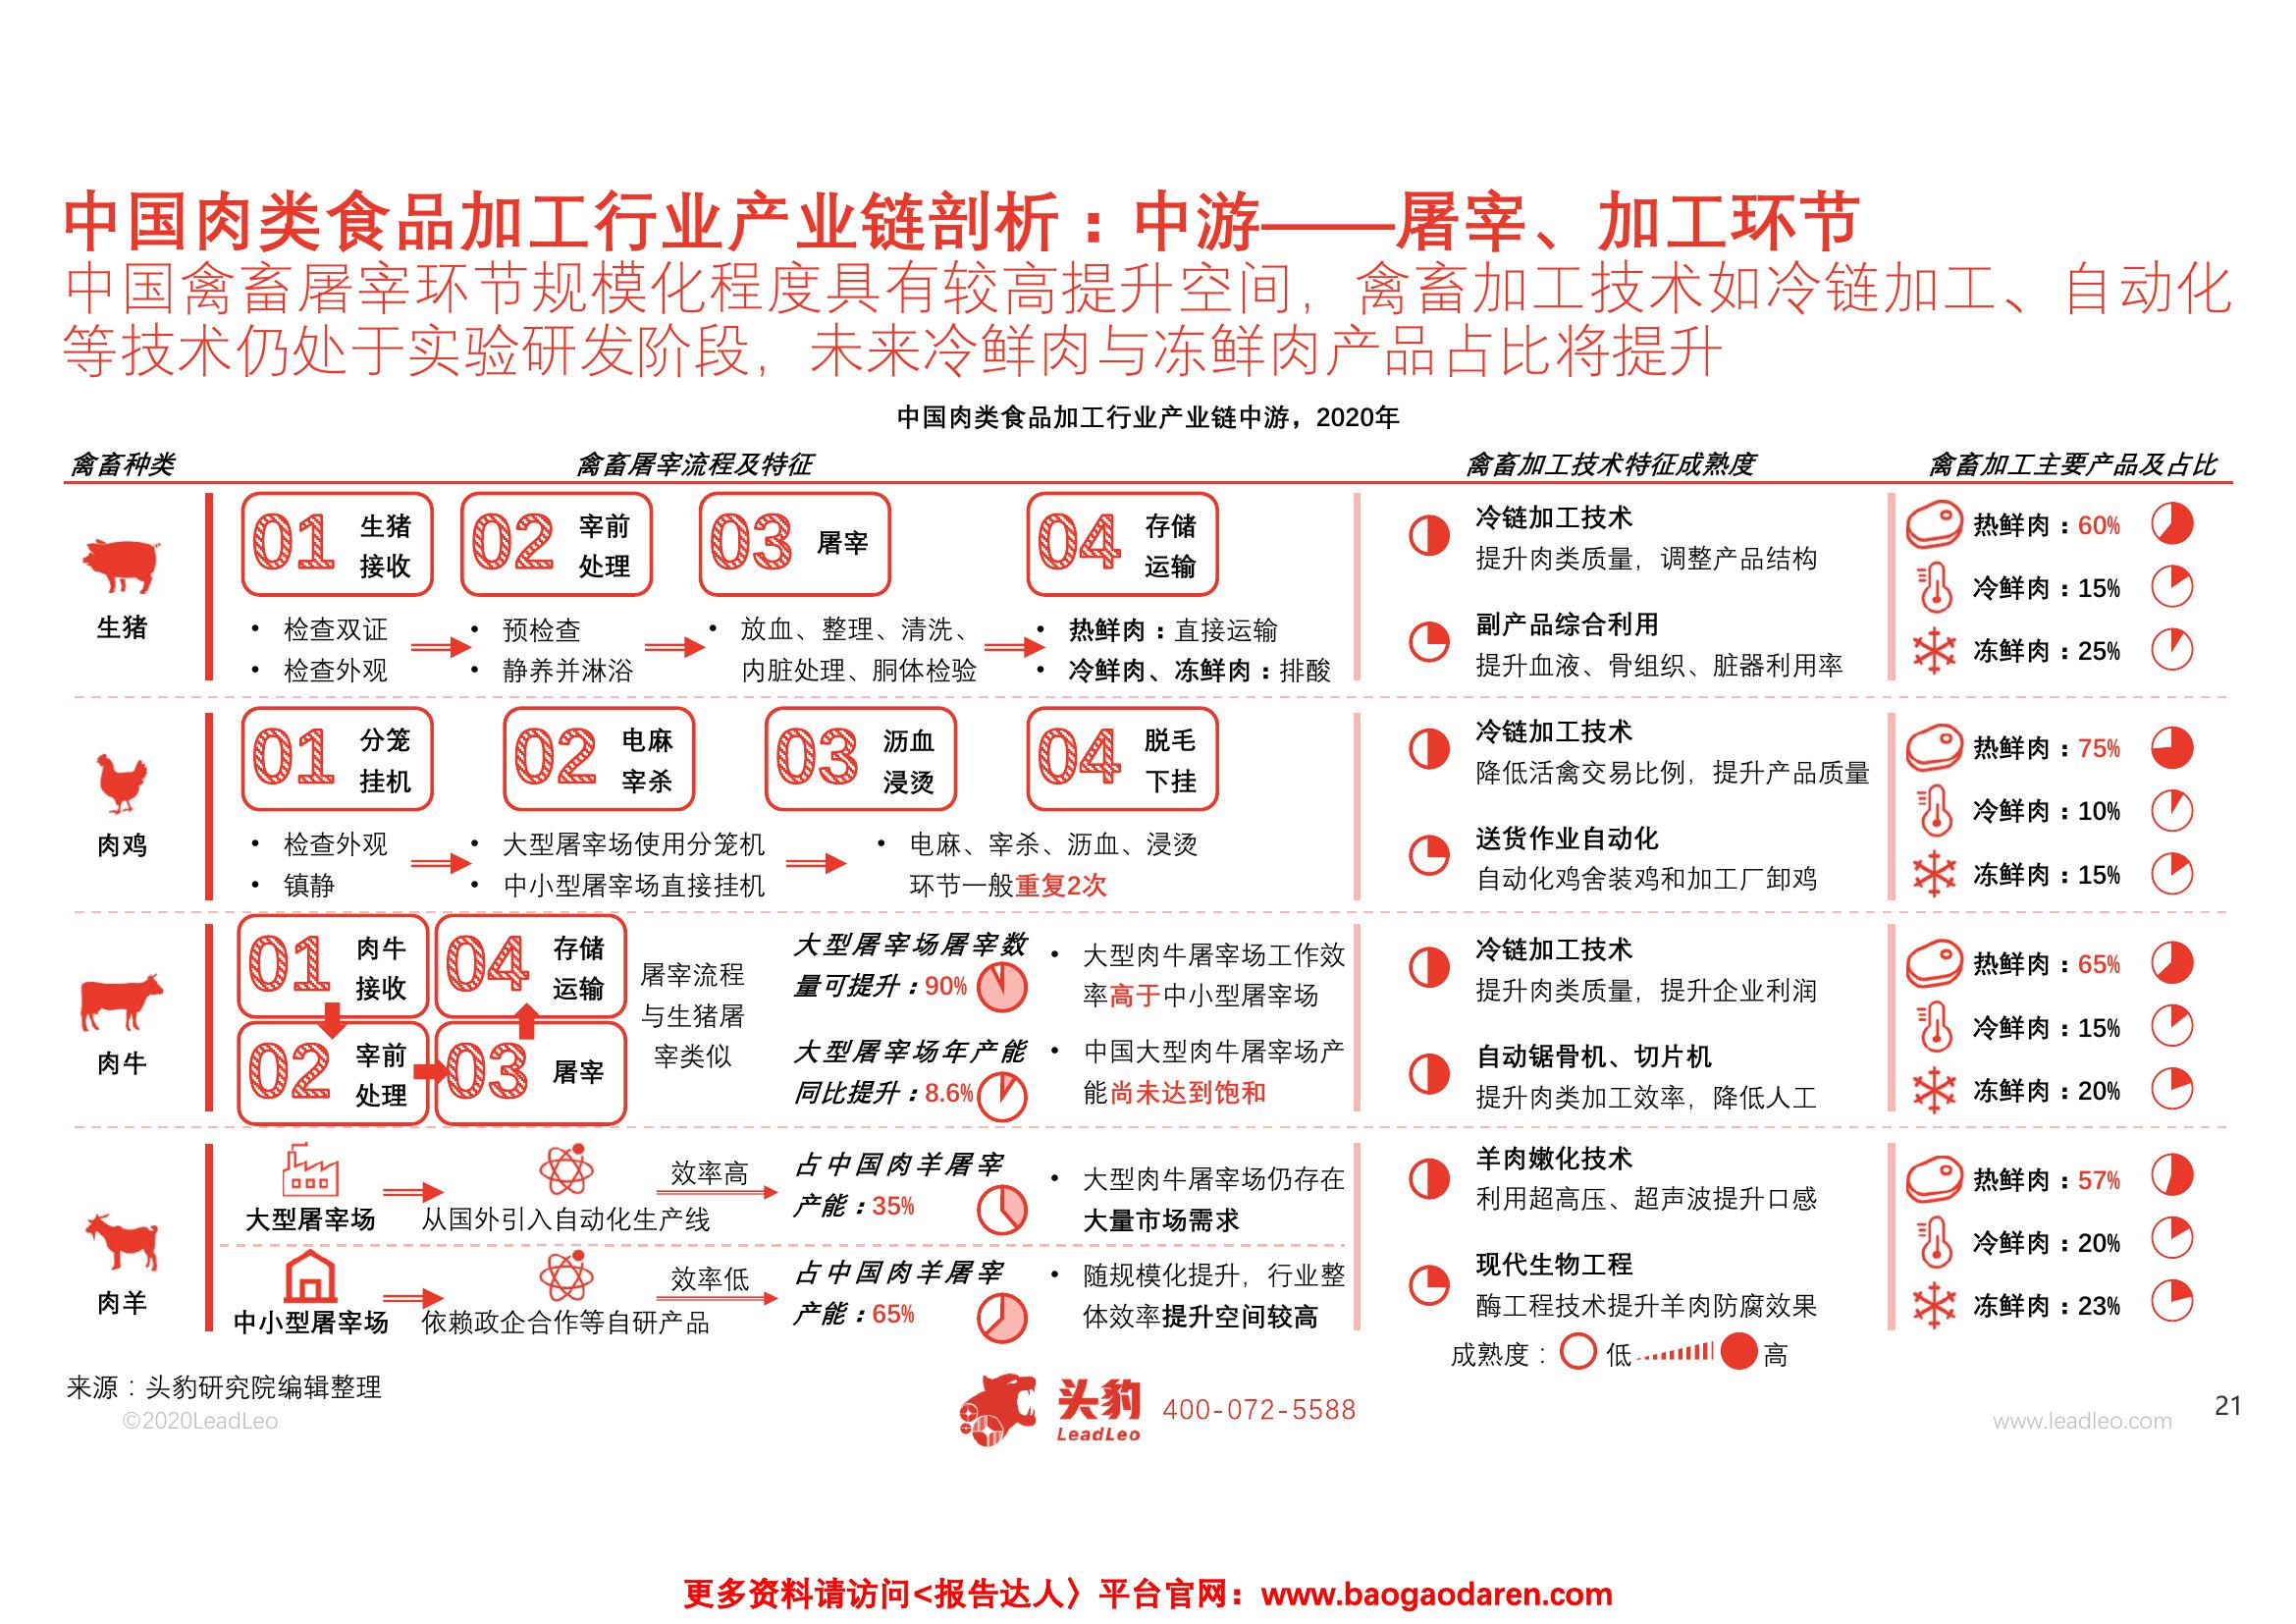 中国肉类食品加工行业产业链剖析：中游——屠宰、加工环节
中国禽畜屠宰环节规模化程度具有较高提升空间，禽畜加工技术如冷链加工、自动化
等技术仍处于实验研发阶段，未来冷鲜肉与冻鲜肉产品占比将提升
中国肉类食品加工行业产业链中游，2020年
禽畜种类
禽畜屠宰流程及特征
禽畜加工技术特征成熟度
禽畜加工主要产品及占比
生猪
01 生猪
接收
02 宰前
处理
03 屠宰
04 存储
运输
• 检查双证
• 检查外观
• 预检查
• 静养并淋浴
• 放血、整理、清洗、
内脏处理、胴体检验
• 热鲜肉：直接运输
• 冷鲜肉、冻鲜肉：排酸
冷链加工技术
提升肉类质量，调整产品结构
副产品综合利用
提升血液、骨组织、脏器利用率
热鲜肉：60%
冷鲜肉：15%
冻鲜肉：25%
肉鸡
01 分笼
挂机
02 电麻
宰杀
03 沥血
浸烫
04 脱毛
下挂
• 检查外观
• 镇静
• 大型屠宰场使用分笼机
• 中小型屠宰场直接挂机
• 电麻、宰杀、沥血、浸烫
环节一般重复2次
冷链加工技术
降低活禽交易比例，提升产品质量
送货作业自动化
自动化鸡舍装鸡和加工厂卸鸡
热鲜肉：75%
冷鲜肉：10%
冻鲜肉：15%
肉牛
01 肉牛
接收
04 存储
运输
02 宰前
处理
03 屠宰
屠宰流程
与生猪屠
宰类似
大型屠宰场屠宰数
量可提升：90%
大型屠宰场年产能
同比提升：8.6%
• 大型肉牛屠宰场工作效
率高于中小型屠宰场
• 中国大型肉牛屠宰场产
能尚未达到饱和
冷链加工技术
提升肉类质量，提升企业利润
自动锯骨机、切片机
提升肉类加工效率，降低人工
热鲜肉：65%
冷鲜肉：15%
冻鲜肉：20%
肉羊
大型屠宰场
从国外引入自动化生产线
效率高
占中国肉羊屠宰
产能：35%
• 大型肉牛屠宰场仍存在
大量市场需求
中小型屠宰场
依赖政企合作等自研产品
效率低
占中国肉羊屠宰
产能：65%
• 随规模化提升，行业整
体效率提升空间较高
羊肉嫩化技术
利用超高压、超声波提升口感
现代生物工程
酶工程技术提升羊肉防腐效果
热鲜肉：57%
冷鲜肉：20%
冻鲜肉：23%
成熟度： 低 高
来源：头豹研究院编辑整理
©2020LeadLeo
头豹
LeadLeo
400-072-5588
www.leadleo.com
21
更多资料请访问<报告达人〉平台官网：www.baogaodaren.com